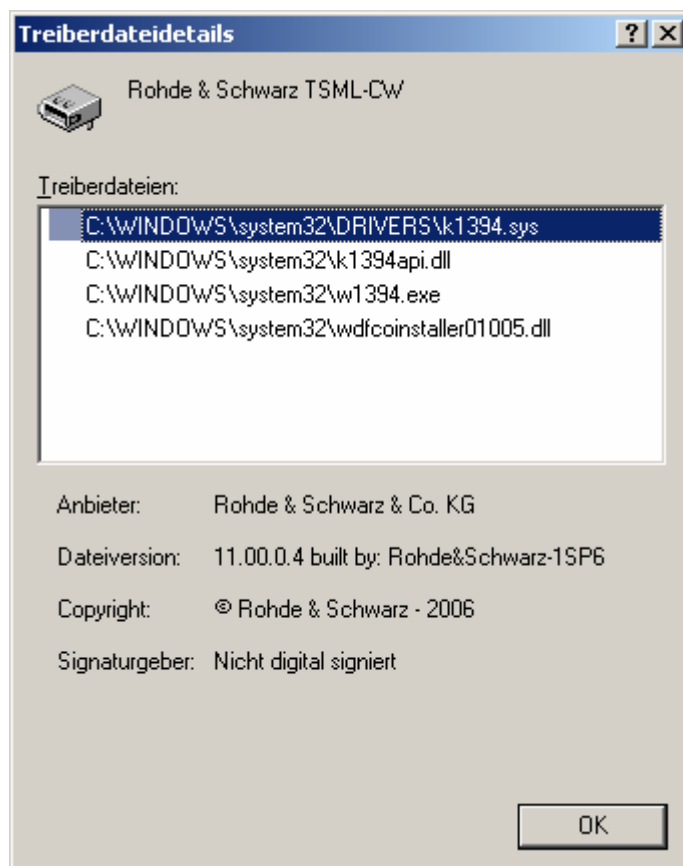 Treiberdateidetails
Rohde & Schwarz TSML-CW
Treiberdateien:
C:\WINDOWS\system32\DRIVERS\k1394.sys
C:\WINDOWS\system32\k1394api.dll
C:\WINDOWS\system32\w1394.exe
C:\WINDOWS\system32\wdfcoinstaller01005.dll
Anbieter: Rohde & Schwarz & Co. KG
Dateiversion: 11.00.0.4 built by: Rohde&Schwarz-1SP6
Copyright: © Rohde & Schwarz - 2006
Signaturgeber: Nicht digital signiert
OK